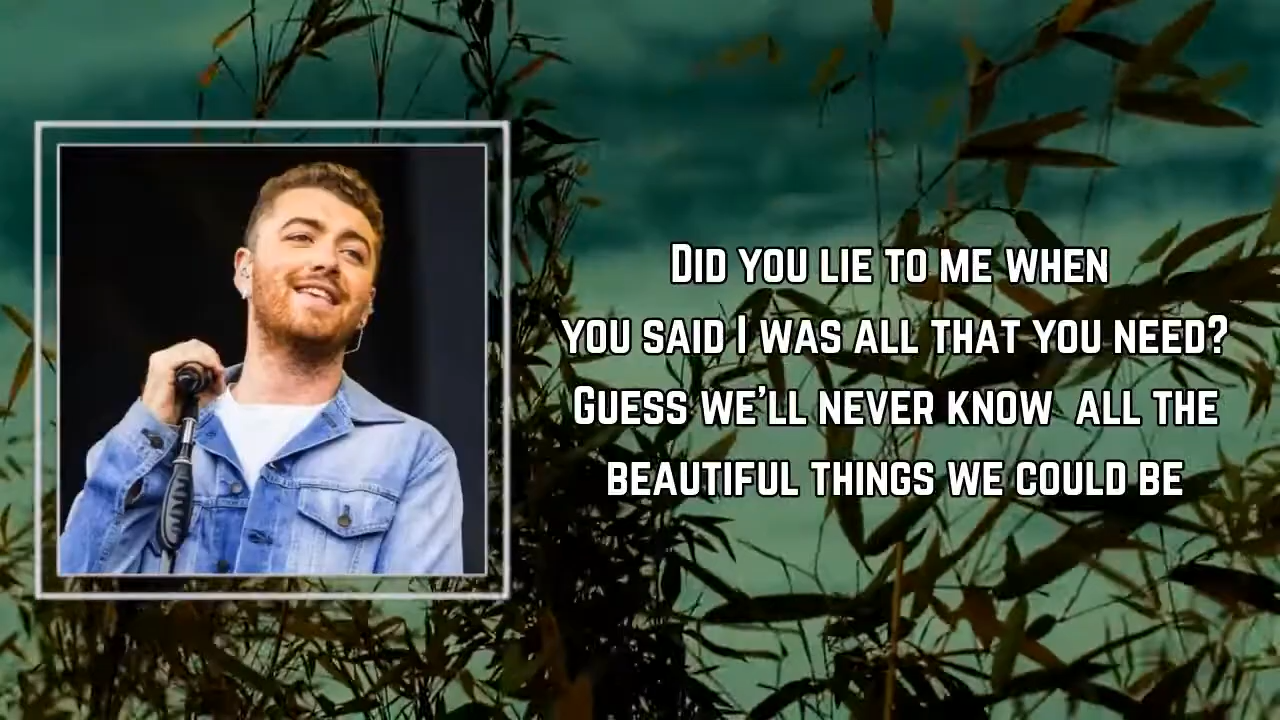 Did you lie to me when
you said I was all that you need?
Guess we'll never know all the
beautiful things we could be